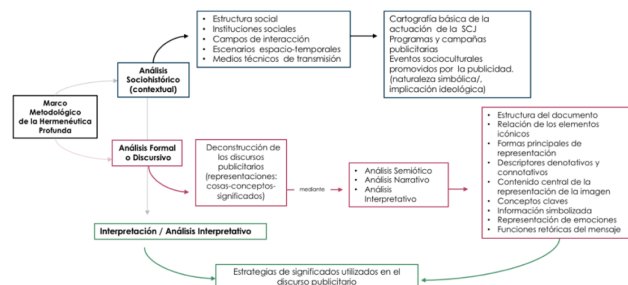 Marco
Metodológico
de la Hermenéutica
Profunda
Análisis
Sociohistórico
(contextual)
• Estructura social
• Instituciones sociales
• Campos de interacción
• Escenarios espacio-temporales
• Medios técnicos de transmisión
Cartografía básica de la
actuación de la SCJ
Programas y campañas
publicitarias
Eventos socioculturales
promovidos por la publicidad.
(naturaleza simbólica/,
implicación ideológica)
Análisis Formal
o Discursivo
Deconstrucción de
los discursos
publicitarios
(representaciones:
cosas-conceptos-
significados)
mediante
• Análisis Semiótico
• Análisis Narrativo
• Análisis
Interpretativo
• Estructura del documento
• Relación de los elementos
icónicos
• Formas principales de
representación
• Descriptores denotativos y
connotativos
• Contenido central de la
representación de la imagen
• Conceptos claves
• Información simbolizada
• Representación de emociones
• Funciones retóricas del mensaje
Interpretación / Análisis Interpretativo
Estrategias de significados utilizados en el
discurso publicitario